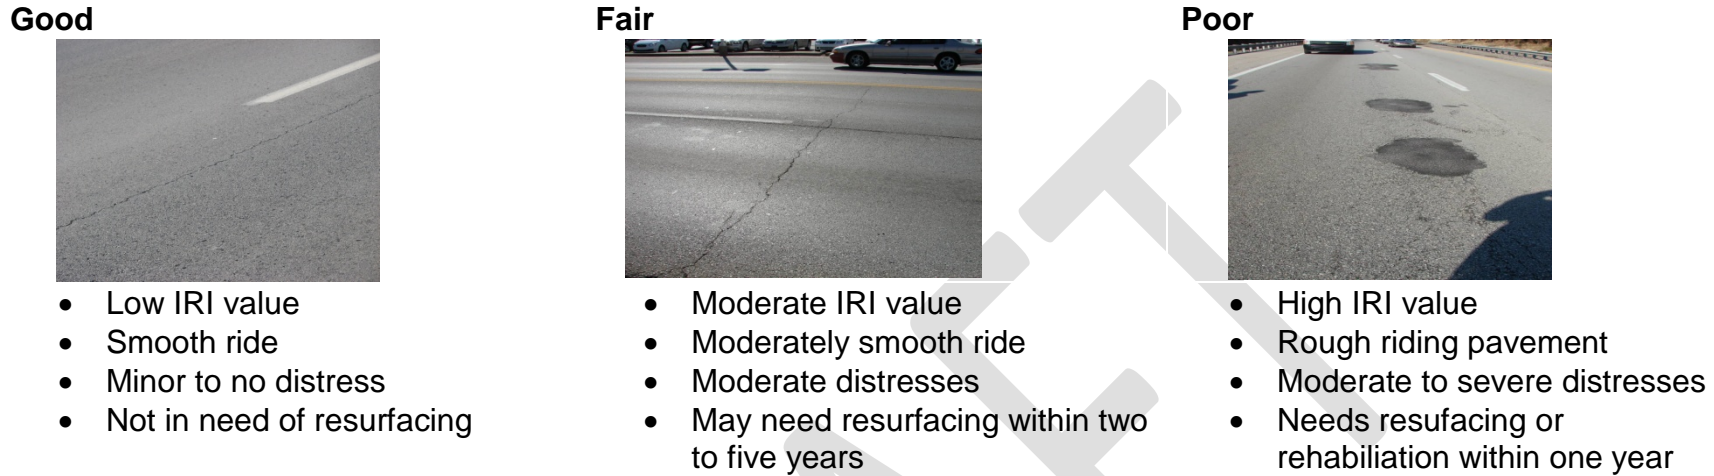 Good
Fair
Poor
• Low IRI value
• Smooth ride
• Minor to no distress
• Not in need of resurfacing
• Moderate IRI value
• Moderately smooth ride
• Moderate distresses
• May need resurfacing within two
to five years
• High IRI value
• Rough riding pavement
• Moderate to severe distresses
• Needs resufacing or
rehabiliation within one year